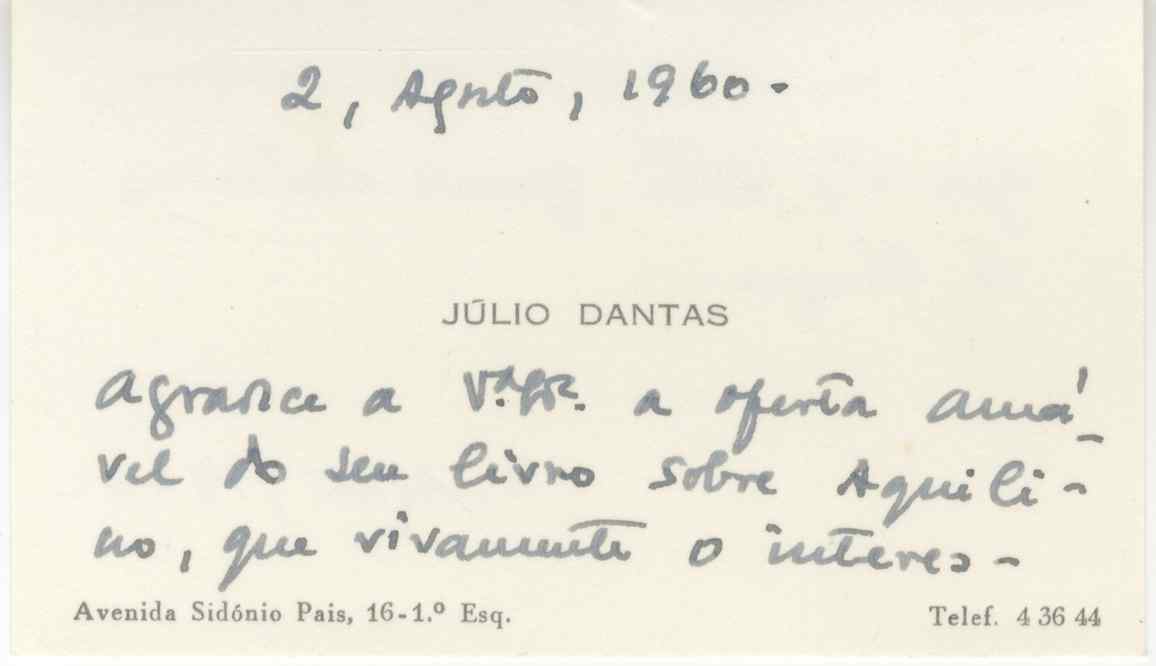 2, Agosto, 1960.
JÚLIO DANTAS
Agradece a V. a oferta amá-
vel do seu livro sobre Aquili-
no, que vivamente o interes-
Avenida Sidónio Pais, 16-1.º Esq. Telef. 4 36 44